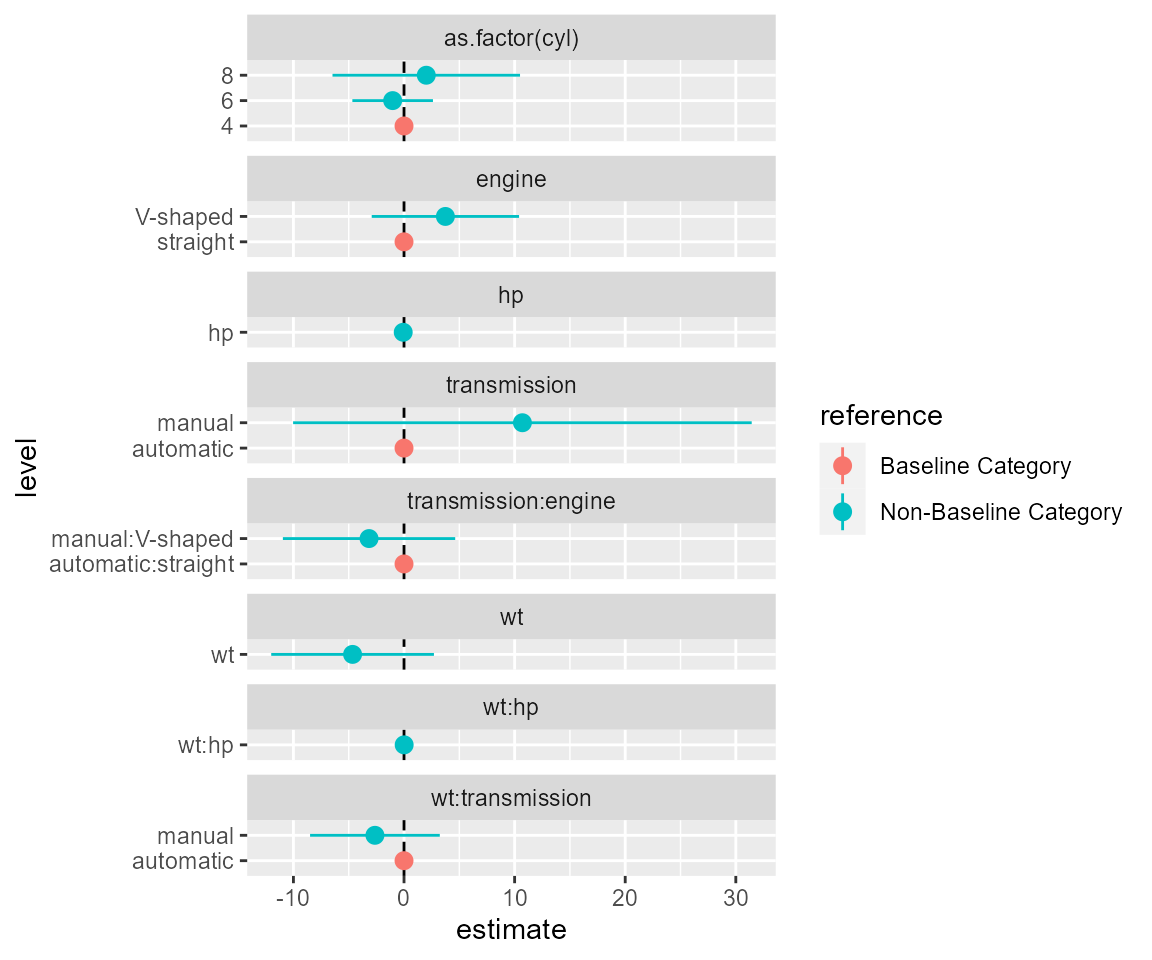 as.factor(cyl)
8
6
4
engine
V-shaped
straight
hp
hp
transmission
manual
automatic
transmission:engine
manual:V-shaped
automatic:straight
wt
wt
wt:hp
wt:hp
wt:transmission
manual
automatic
-10 0 10 20 30
estimate
level
reference
Baseline Category
Non-Baseline Category